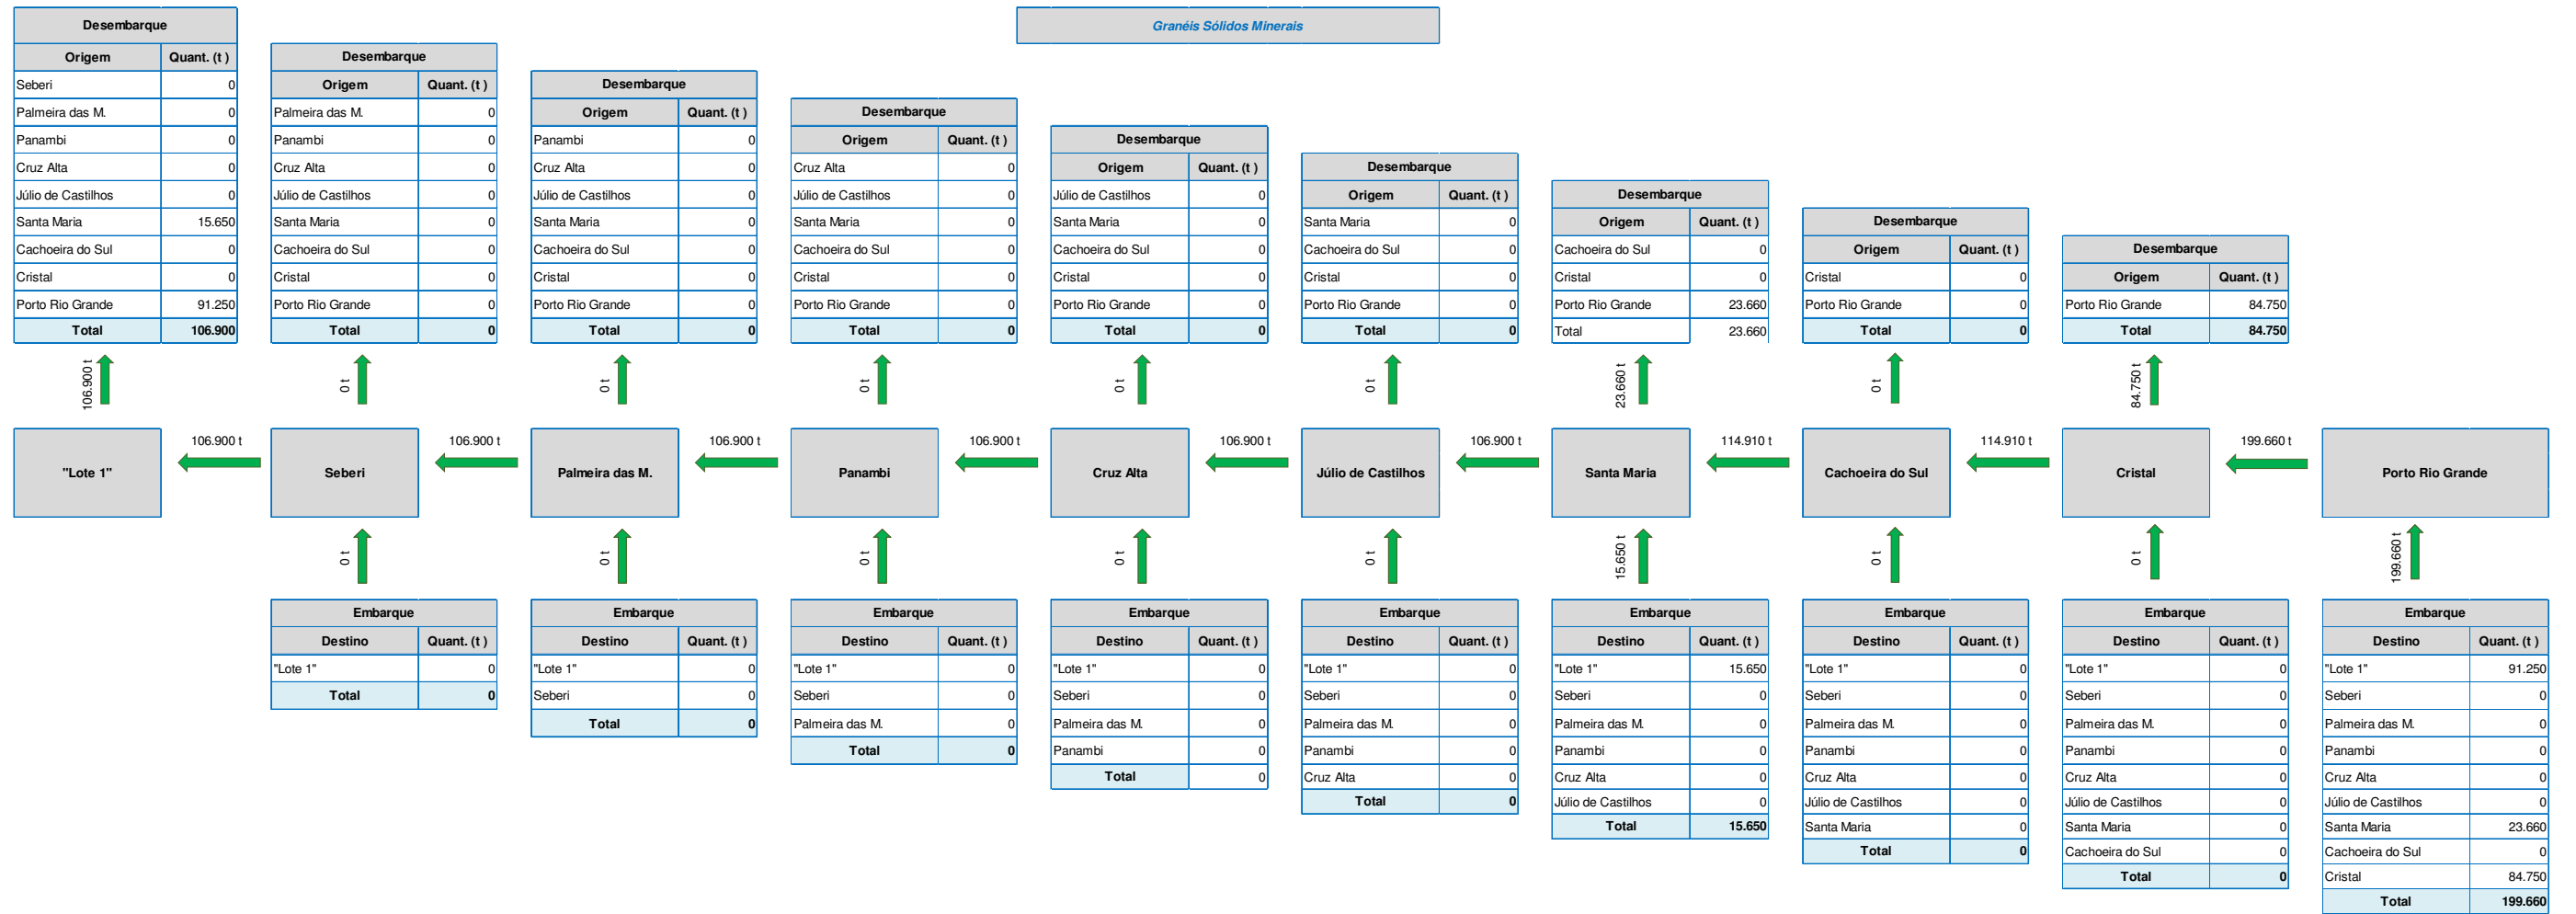 Granéis Sólidos Minerais
Desembarque
Origem Quant. (t )
Seberi 0
Palmeira das M. 0
Panambi 0
Cruz Alta 0
Júlio de Castilhos 0
Santa Maria 15.650
Cachoeira do Sul 0
Cristal 0
Porto Rio Grande 91.250
Total 106.900
Desembarque
Origem Quant. (t )
Palmeira das M. 0
Panambi 0
Cruz Alta 0
Júlio de Castilhos 0
Santa Maria 0
Cachoeira do Sul 0
Cristal 0
Porto Rio Grande 0
Total 0
Desembarque
Origem Quant. (t )
Panambi 0
Cruz Alta 0
Júlio de Castilhos 0
Santa Maria 0
Cachoeira do Sul 0
Cristal 0
Porto Rio Grande 0
Total 0
Desembarque
Origem Quant. (t )
Cruz Alta 0
Júlio de Castilhos 0
Santa Maria 0
Cachoeira do Sul 0
Cristal 0
Porto Rio Grande 0
Total 0
Desembarque
Origem Quant. (t )
Júlio de Castilhos 0
Santa Maria 0
Cachoeira do Sul 0
Cristal 0
Porto Rio Grande 0
Total 0
Desembarque
Origem Quant. (t )
Santa Maria 0
Cachoeira do Sul 0
Cristal 0
Porto Rio Grande 0
Total 0
Desembarque
Origem Quant. (t )
Cachoeira do Sul 0
Cristal 0
Porto Rio Grande 23.660
Total 23.660
Desembarque
Origem Quant. (t )
Cristal 0
Porto Rio Grande 0
Total 0
Desembarque
Origem Quant. (t )
Porto Rio Grande 84.750
Total 84.750
106.900 t
0 t
0 t
0 t
0 t
0 t
23.660 t
0 t
84.750 t
"Lote 1"
106.900 t
Seberi
106.900 t
Palmeira das M.
106.900 t
Panambi
106.900 t
Cruz Alta
106.900 t
Júlio de Castilhos
106.900 t
Santa Maria
114.910 t
Cachoeira do Sul
114.910 t
Cristal
199.660 t
Porto Rio Grande
0 t
0 t
0 t
0 t
0 t
15.650 t
0 t
0 t
199.660 t
Embarque
Destino Quant. (t )
"Lote 1" 0
Total 0
Embarque
Destino Quant. (t )
"Lote 1" 0
Seberi 0
Total 0
Embarque
Destino Quant. (t )
"Lote 1" 0
Seberi 0
Palmeira das M. 0
Total 0
Embarque
Destino Quant. (t )
"Lote 1" 0
Seberi 0
Palmeira das M. 0
Panambi 0
Total 0
Embarque
Destino Quant. (t )
"Lote 1" 0
Seberi 0
Palmeira das M. 0
Panambi 0
Cruz Alta 0
Total 0
Embarque
Destino Quant. (t )
"Lote 1" 15.650
Seberi 0
Palmeira das M. 0
Panambi 0
Cruz Alta 0
Júlio de Castilhos 0
Total 15.650
Embarque
Destino Quant. (t )
"Lote 1" 0
Seberi 0
Palmeira das M. 0
Panambi 0
Cruz Alta 0
Júlio de Castilhos 0
Santa Maria 0
Total 0
Embarque
Destino Quant. (t )
"Lote 1" 0
Seberi 0
Palmeira das M. 0
Panambi 0
Cruz Alta 0
Júlio de Castilhos 0
Santa Maria 0
Cachoeira do Sul 0
Total 0
Embarque
Destino Quant. (t )
"Lote 1" 91.250
Seberi 0
Palmeira das M. 0
Panambi 0
Cruz Alta 0
Júlio de Castilhos 0
Santa Maria 23.660
Cachoeira do Sul 0
Cristal 84.750
Total 199.660